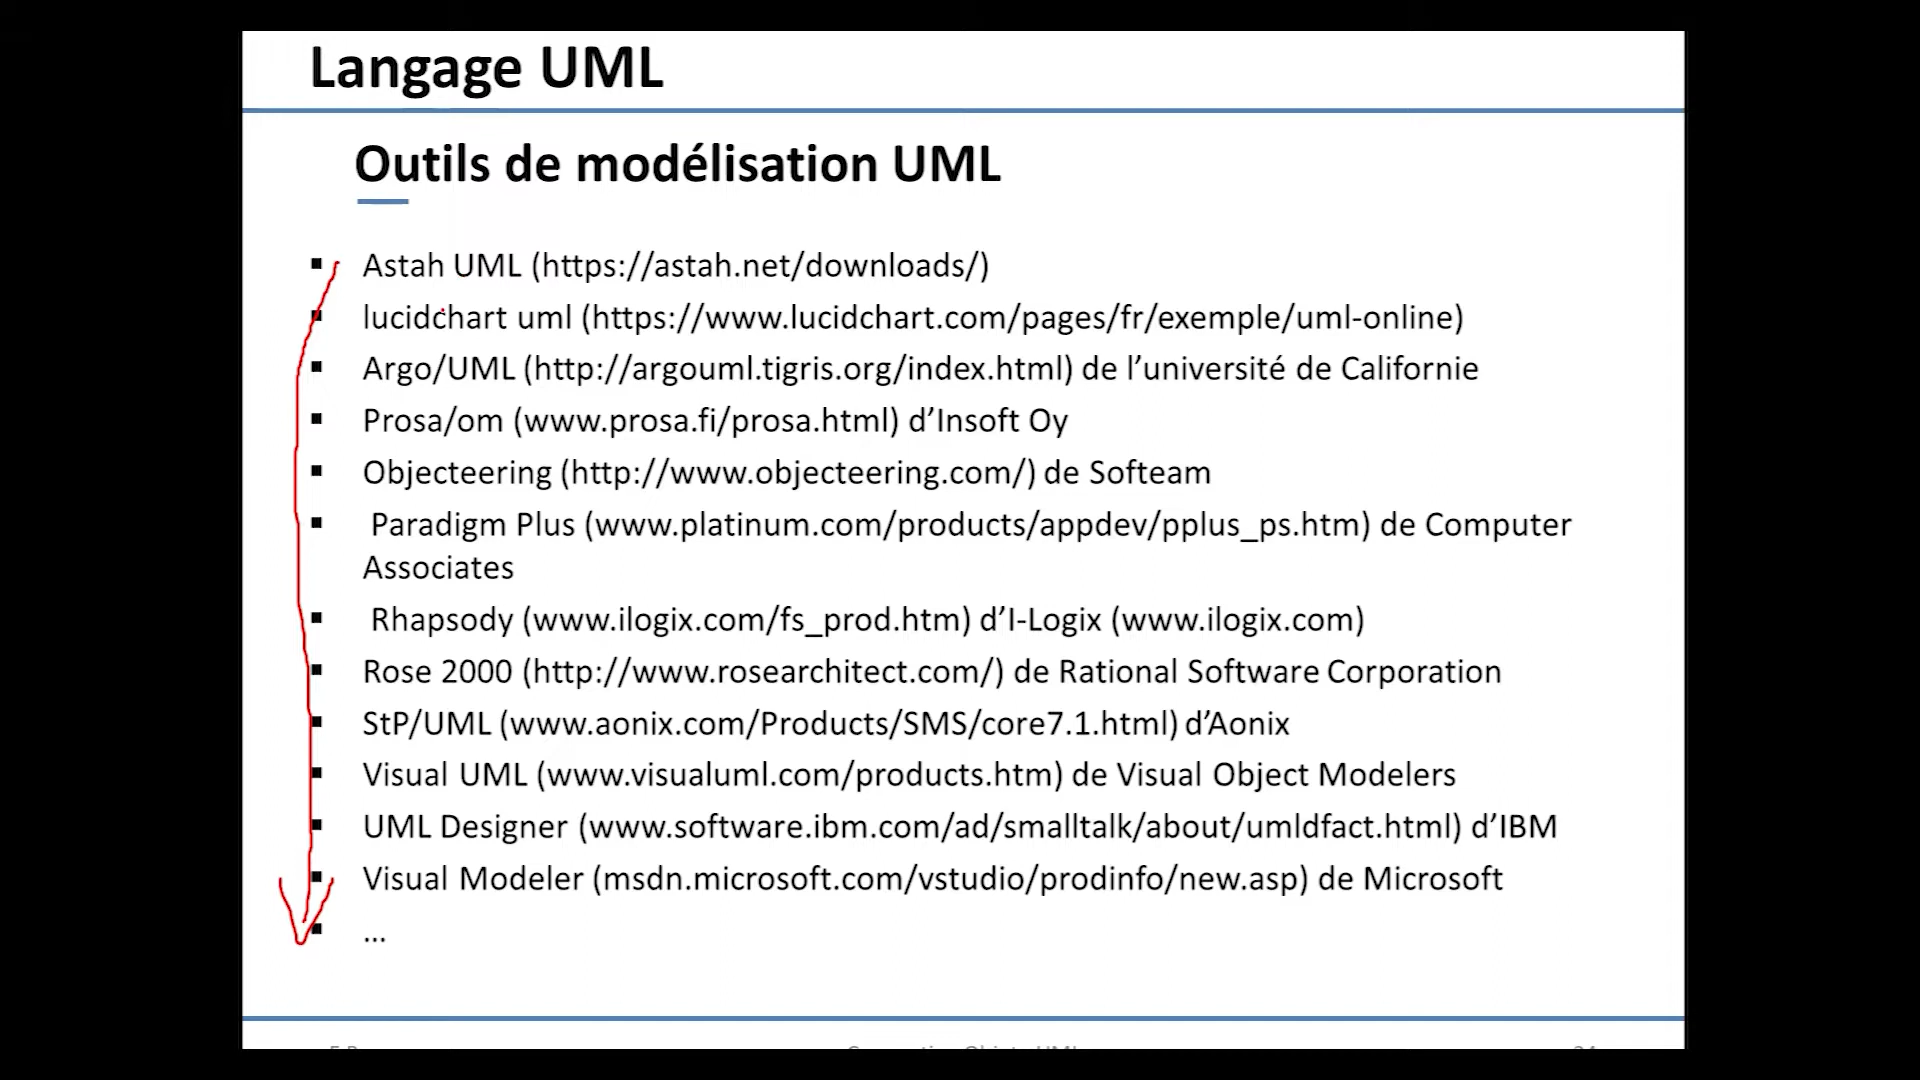 Langage UML
Outils de modélisation UML
▪ Astah UML (https://astah.net/downloads/)
▪ lucidchart uml (https://www.lucidchart.com/pages/fr/exemple/uml-online)
▪ Argo/UML (http://argouml.tigris.org/index.html) de l’université de Californie
▪ Prosa/om (www.prosa.fi/prosa.html) d’Insoft Oy
▪ Objecteering (http://www.objecteering.com/) de Softeam
▪ Paradigm Plus (www.platinum.com/products/appdev/pplus_ps.htm) de Computer
Associates
▪ Rhapsody (www.ilogix.com/fs_prod.htm) d’I-Logix (www.ilogix.com)
▪ Rose 2000 (http://www.rosearchitect.com/) de Rational Software Corporation
▪ StP/UML (www.aonix.com/Products/SMS/core7.1.html) d’Aonix
▪ Visual UML (www.visualuml.com/products.htm) de Visual Object Modelers
▪ UML Designer (www.software.ibm.com/ad/smalltalk/about/umldfact.html) d’IBM
▪ Visual Modeler (msdn.microsoft.com/vstudio/prodinfo/new.asp) de Microsoft
▪ ...